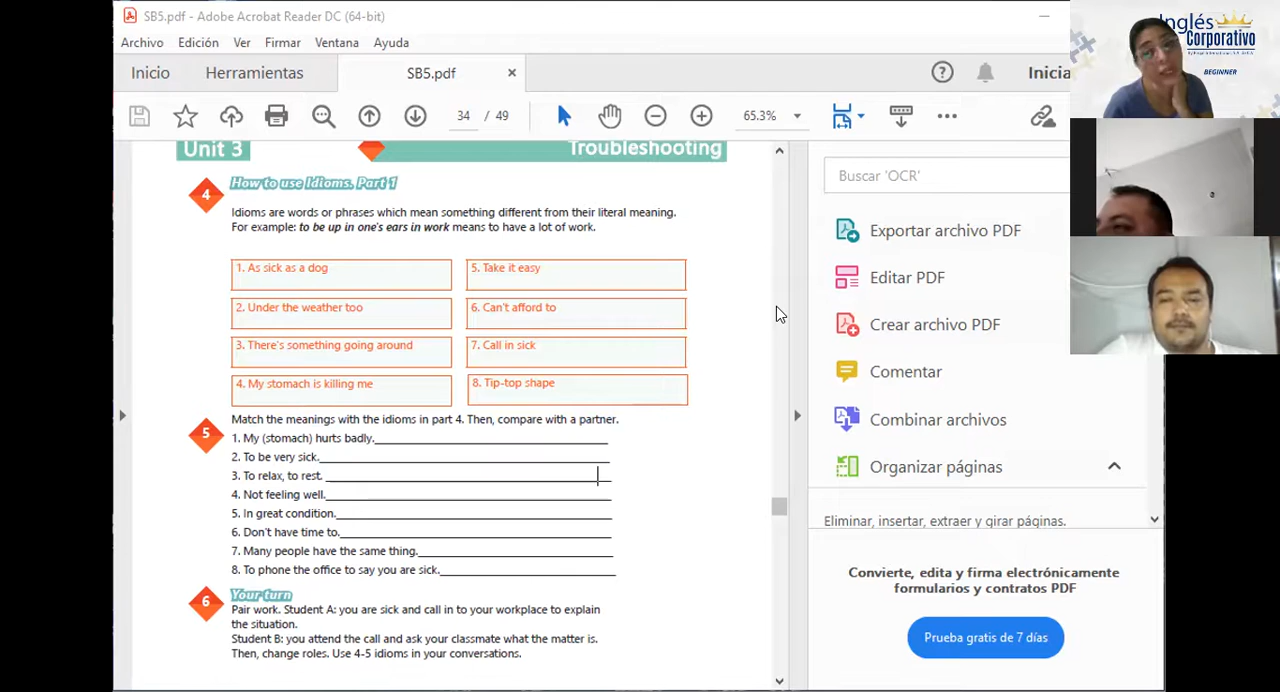 SB5.pdf - Adobe Acrobat Reader DC (64-bit)
Archivo Edición Ver Firmar Ventana Ayuda
Inicio Herramientas SB5.pdf × Inicia
34 / 49 65.3%
Unit 3 Troubleshooting
4 How to use Idioms. Part 1
Idioms are words or phrases which mean something different from their literal meaning.
For example: to be up in one's ears in work means to have a lot of work.
1. As sick as a dog
5. Take it easy
2. Under the weather too
6. Can't afford to
3. There's something going around
7. Call in sick
4. My stomach is killing me
8. Tip-top shape
5 Match the meanings with the idioms in part 4. Then, compare with a partner.
1. My (stomach) hurts badly.
2. To be very sick.
3. To relax, to rest.
4. Not feeling well.
5. In great condition.
6. Don't have time to.
7. Many people have the same thing.
8. To phone the office to say you are sick.
6 Your turn
Pair work. Student A: you are sick and call in to your workplace to explain
the situation.
Student B: you attend the call and ask your classmate what the matter is.
Then, change roles. Use 4-5 idioms in your conversations.
Buscar 'OCR'
Exportar archivo PDF
Editar PDF
Crear archivo PDF
Comentar
Combinar archivos
Organizar páginas
Eliminar, insertar, extraer y girar páginas.
Convierte, edita y firma electrónicamente
formularios y contratos PDF
Prueba gratis de 7 días
Inglés
Corporativo
BEGINNER